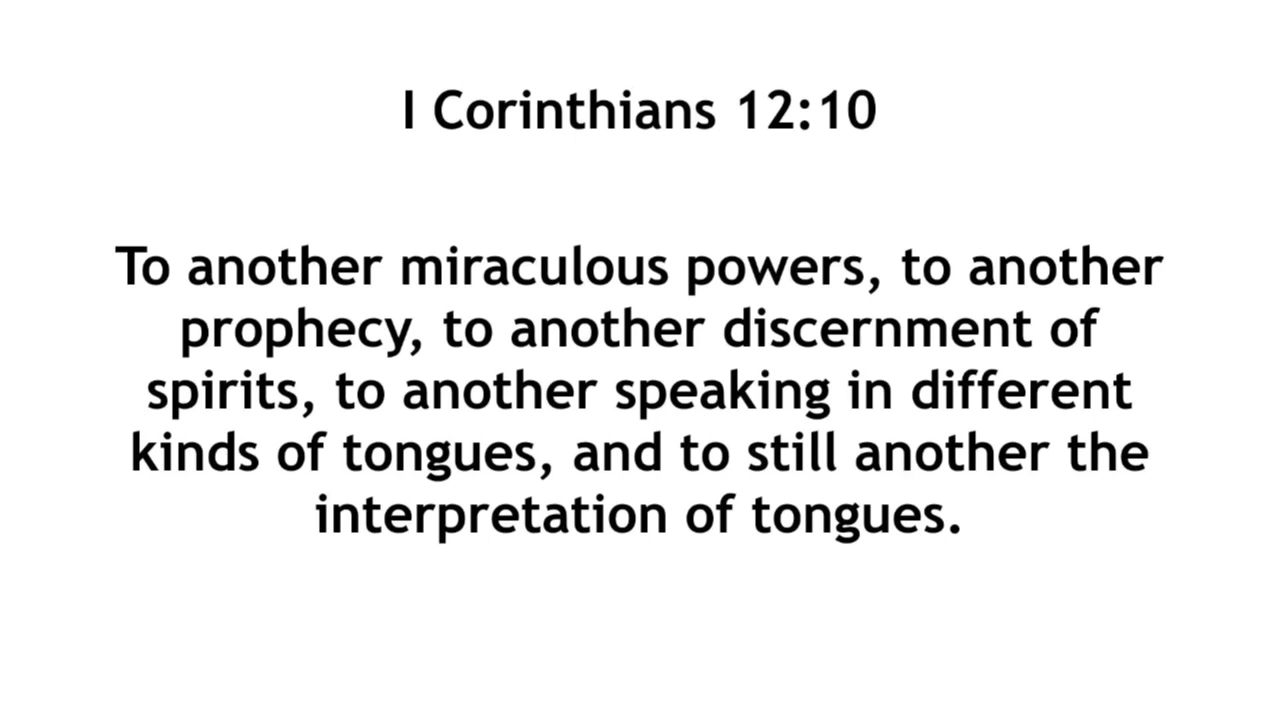 I Corinthians 12:10
To another miraculous powers, to another
prophecy, to another discernment of
spirits, to another speaking in different
kinds of tongues, and to still another the
interpretation of tongues.